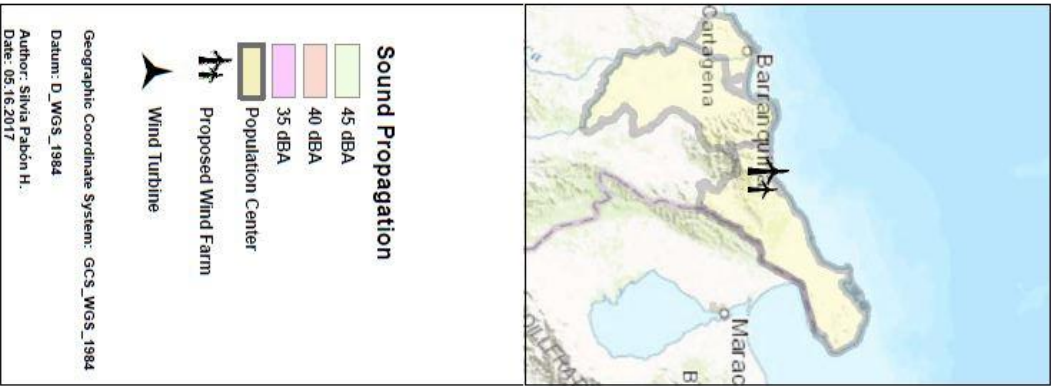 Barranquilla
Cartagena
Marac
B
Sound Propagation
45 dBA
40 dBA
35 dBA
Population Center
Proposed Wind Farm
Wind Turbine
Geographic Coordinate System: GCS_WGS_1984
Datum: D_WGS_1984
Author: Silvia Pabón H.
Date: 05.16.2017